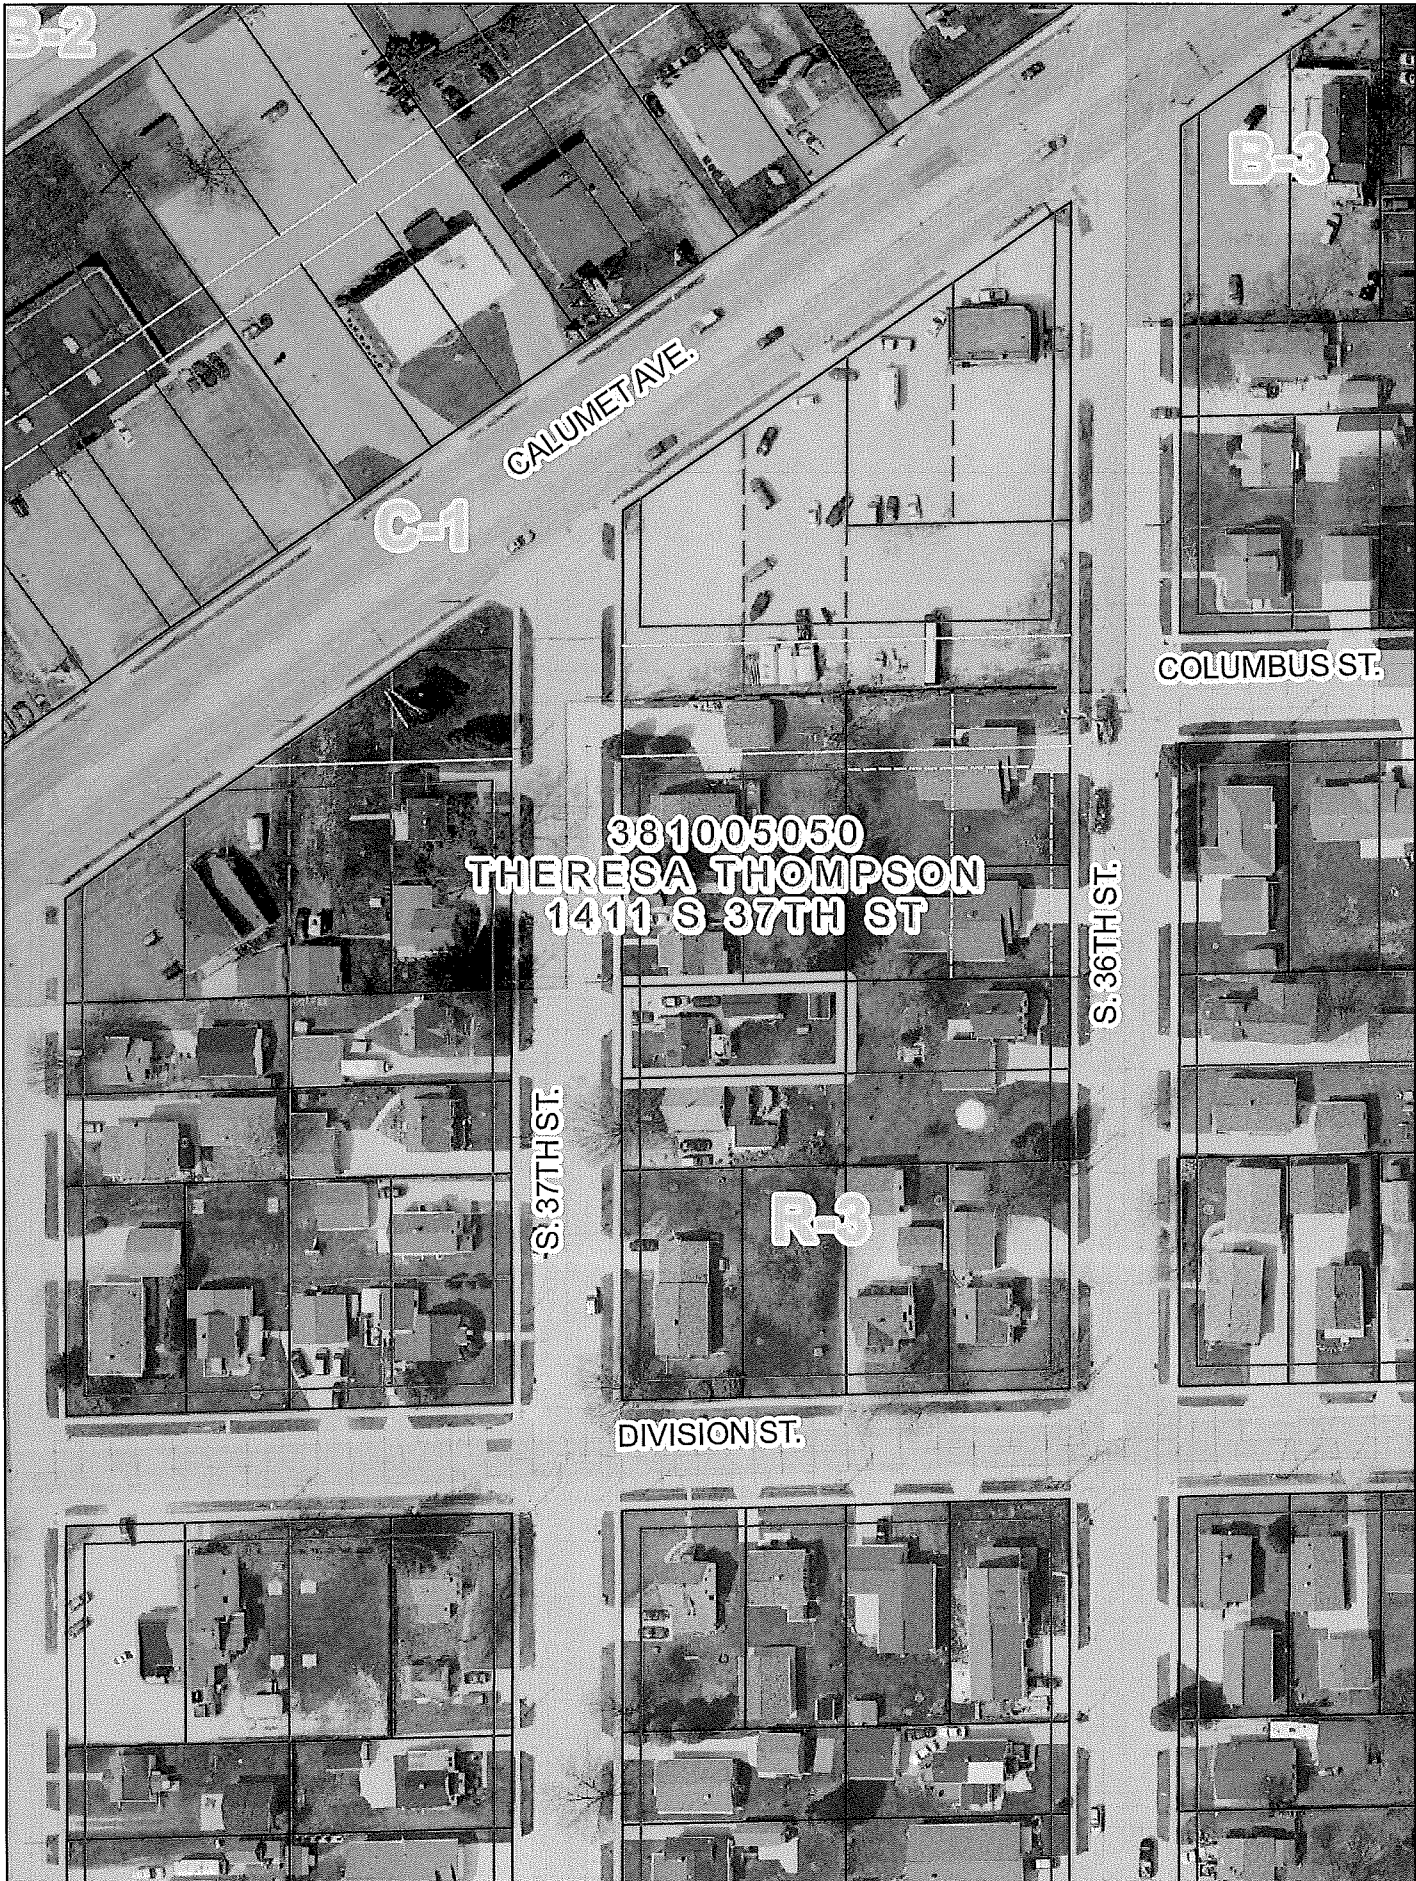 B-2
B-3
CALUMET AVE.
C-1
COLUMBUS ST.
381005050
THERESA THOMPSON
1411 S 37TH ST
S. 36TH ST.
S. 37TH ST.
R-3
DIVISION ST.